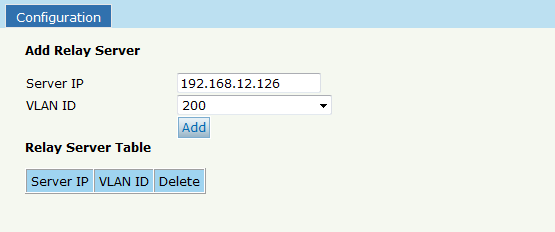 Configuration
Add Relay Server
Server IP 192.168.12.126
VLAN ID 200
Add
Relay Server Table
Server IP VLAN ID Delete